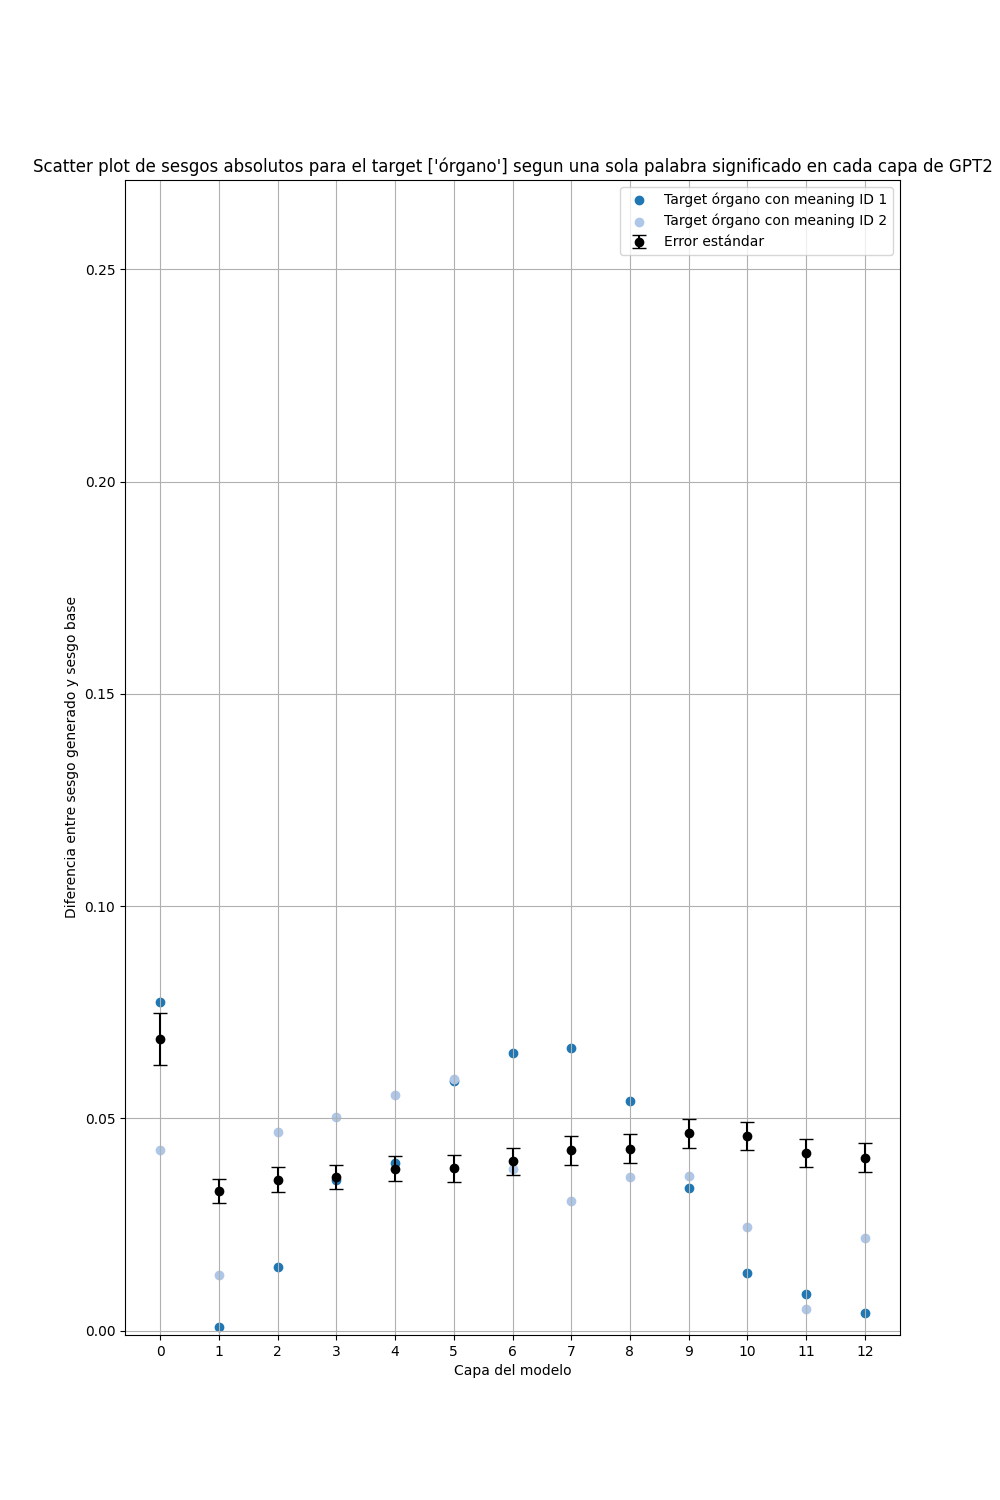 Scatter plot de sesgos absolutos para el target ['órgano'] segun una sola palabra significado en cada capa de GPT2
Target órgano con meaning ID 1
Target órgano con meaning ID 2
Error estándar
0.25
0.20
0.15
0.10
0.05
0.00
Diferencia entre sesgo generado y sesgo base
0 1 2 3 4 5 6 7 8 9 10 11 12
Capa del modelo